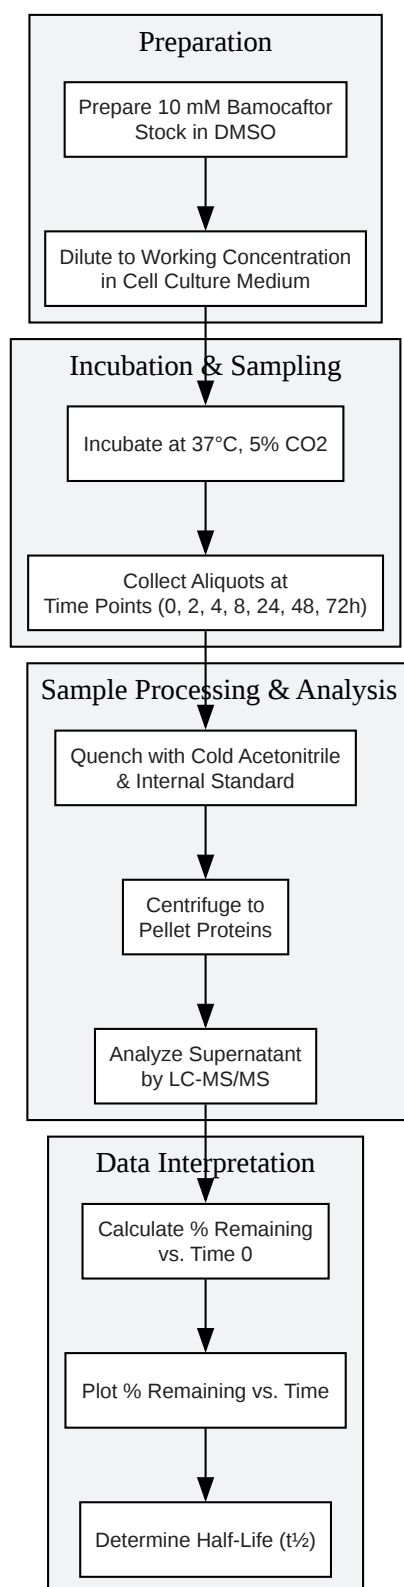 Preparation
Prepare 10 mM Bamocaftor
Stock in DMSO
Dilute to Working Concentration
in Cell Culture Medium
Incubation & Sampling
Incubate at 37°C, 5% CO2
Collect Aliquots at
Time Points (0, 2, 4, 8, 24, 48, 72h)
Sample Processing & Analysis
Quench with Cold Acetonitrile
& Internal Standard
Centrifuge to
Pellet Proteins
Analyze Supernatant
by LC-MS/MS
Data Interpretation
Calculate % Remaining
vs. Time 0
Plot % Remaining vs. Time
Determine Half-Life (t½)